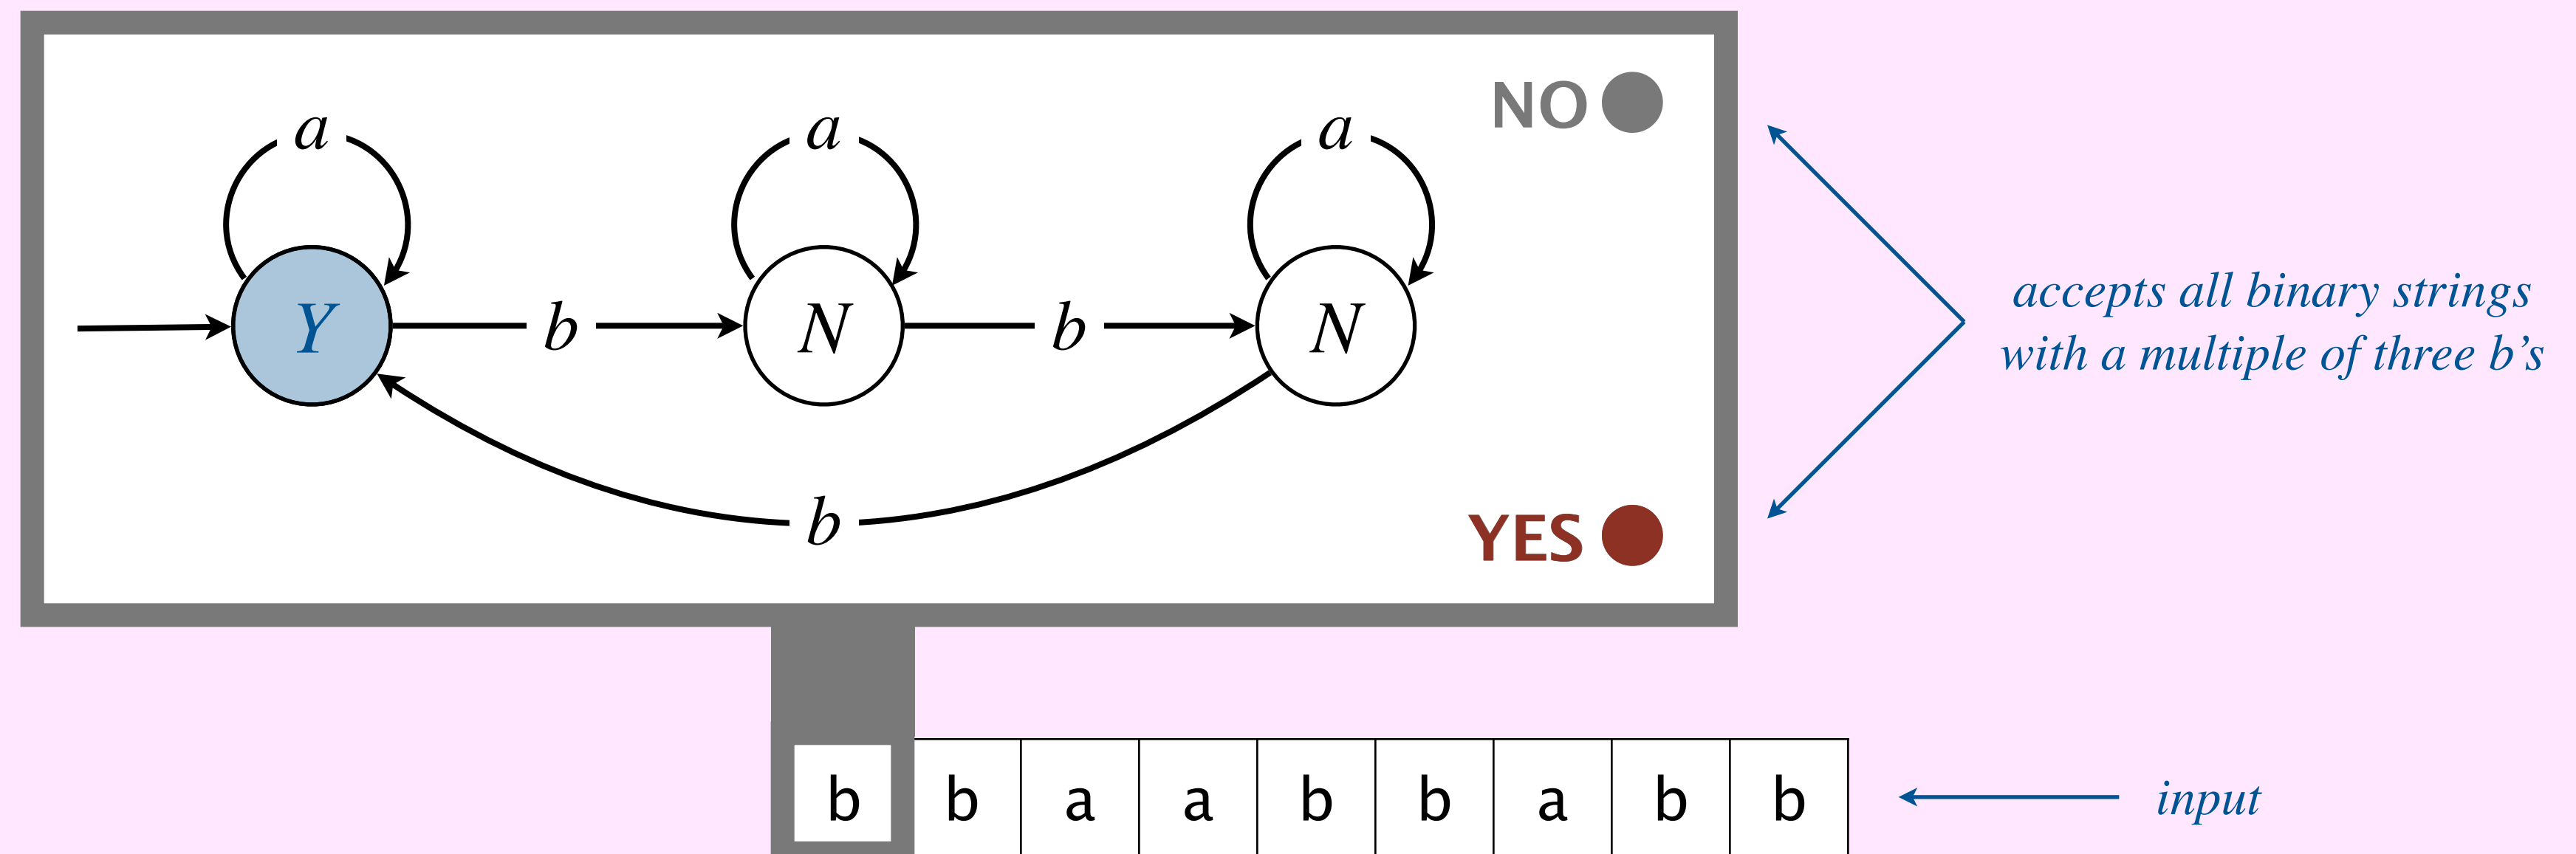 a a a NO
Y b N b N
b
YES
accepts all binary strings
with a multiple of three b’s
b b a a b b a b b
input